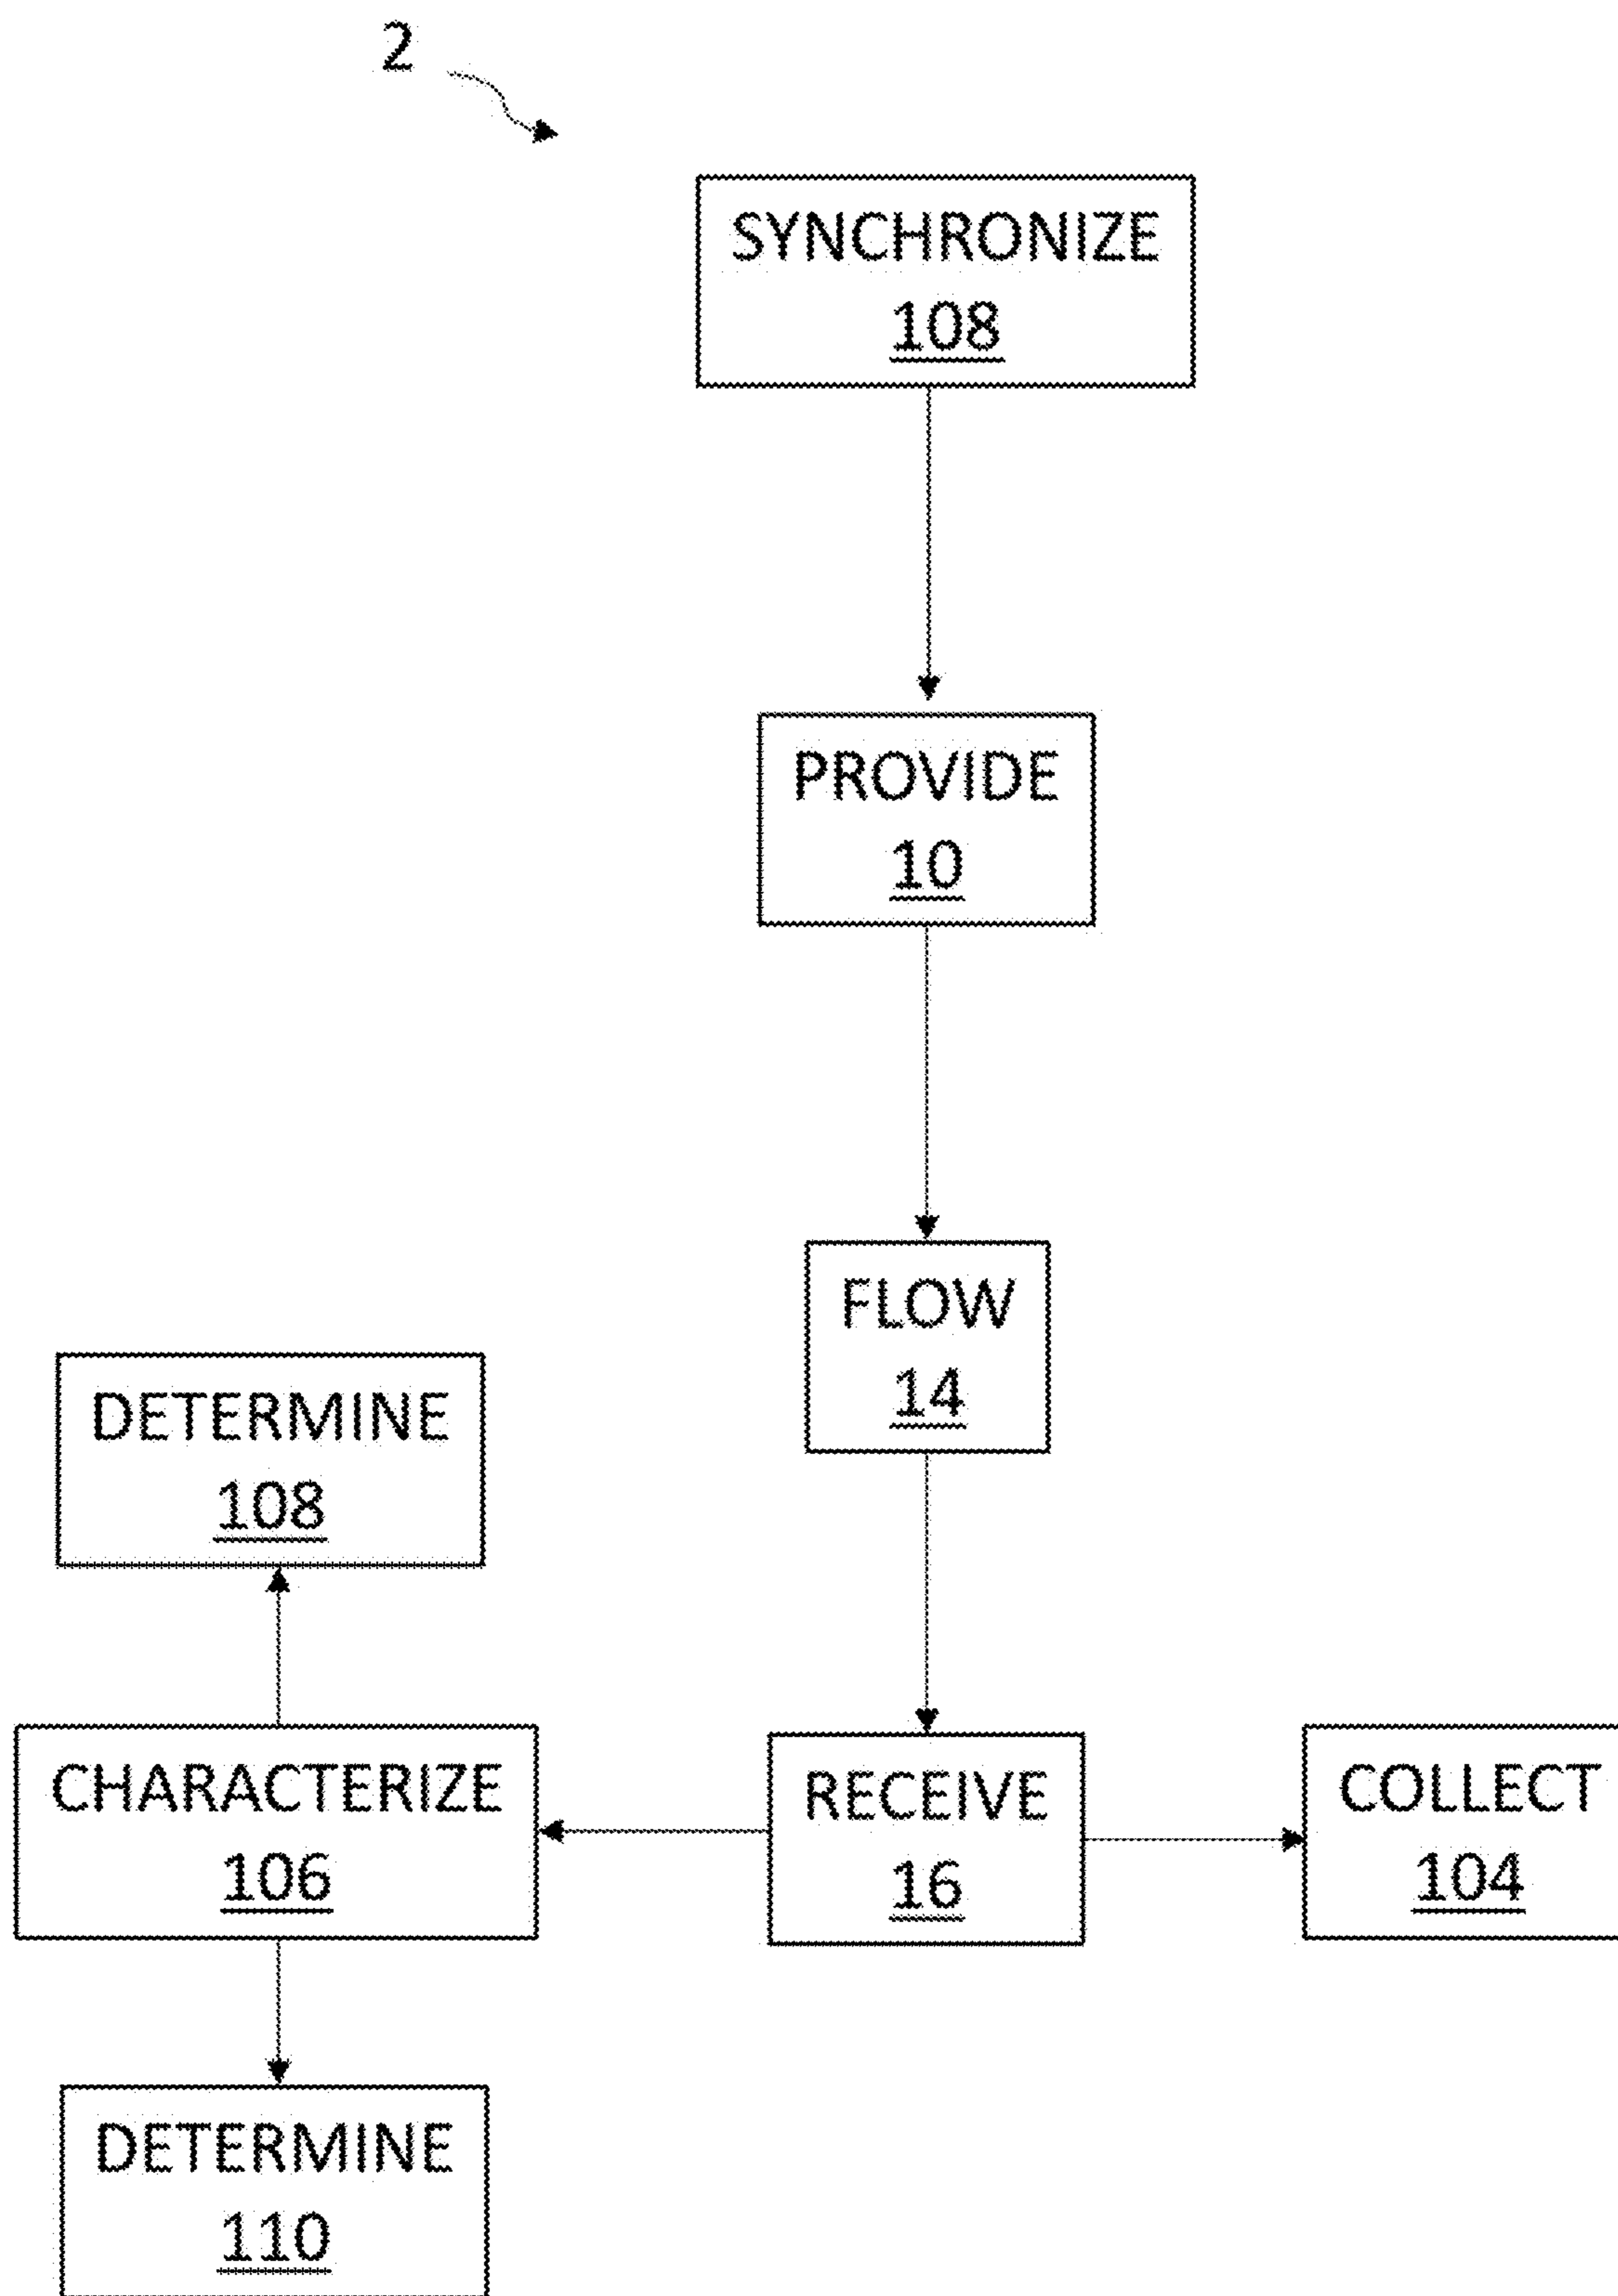 2
SYNCHRONIZE
108
PROVIDE
10
FLOW
14
DETERMINE
108
CHARACTERIZE
106
RECEIVE
16
COLLECT
104
DETERMINE
110